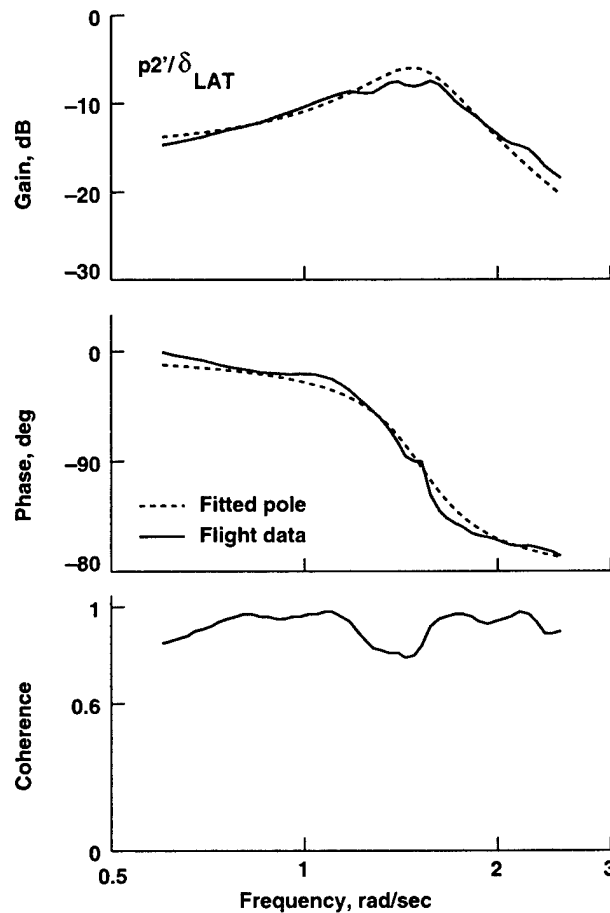 0
p2'/δLAT
−10
Gain, dB
−20
−30
0
Phase, deg
−90
Fitted pole
Flight data
−80
1
Coherence
0.6
0
0.5
1
2
3
Frequency, rad/sec